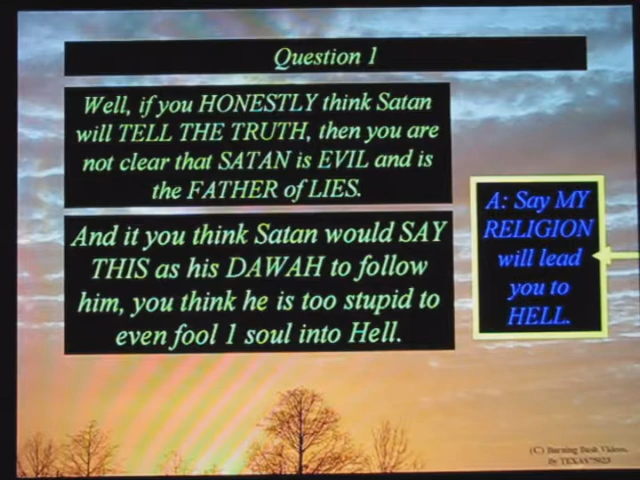 Question 1
Well, if you HONESTLY think Satan
will TELL THE TRUTH, then you are
not clear that SATAN is EVIL and is
the FATHER of LIES.
And it you think Satan would SAY
THIS as his DAWAH to follow
him, you think he is too stupid to
even fool 1 soul into Hell.
A: Say MY
RELIGION
will lead
you to
HELL.
(C) Burning Bush Videos,
By TEXAS75023